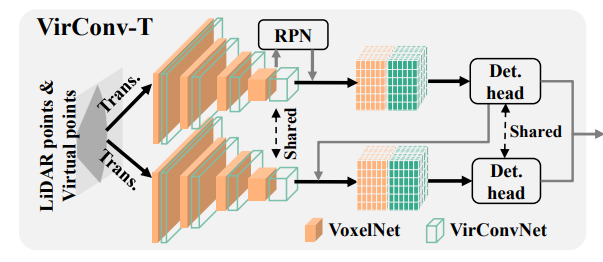 VirConv-T
RPN
LiDAR points &
Virtual points
Trans.
Trans.
Shared
Det.
head
Shared
Det.
head
VoxelNet
VirConvNet